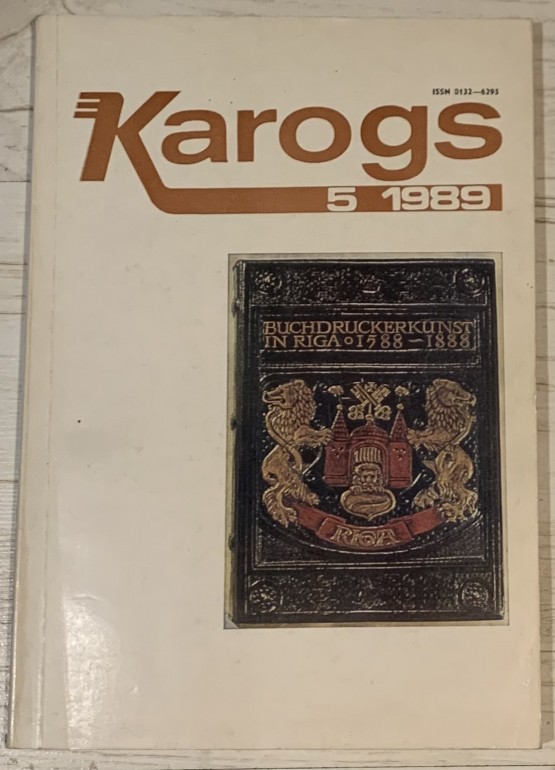 ISSN 0132—6295
Karogs
5 1989
BUCHDRUCKERKUNST
IN RIGA ∘ 1588 — 1888
RIGA